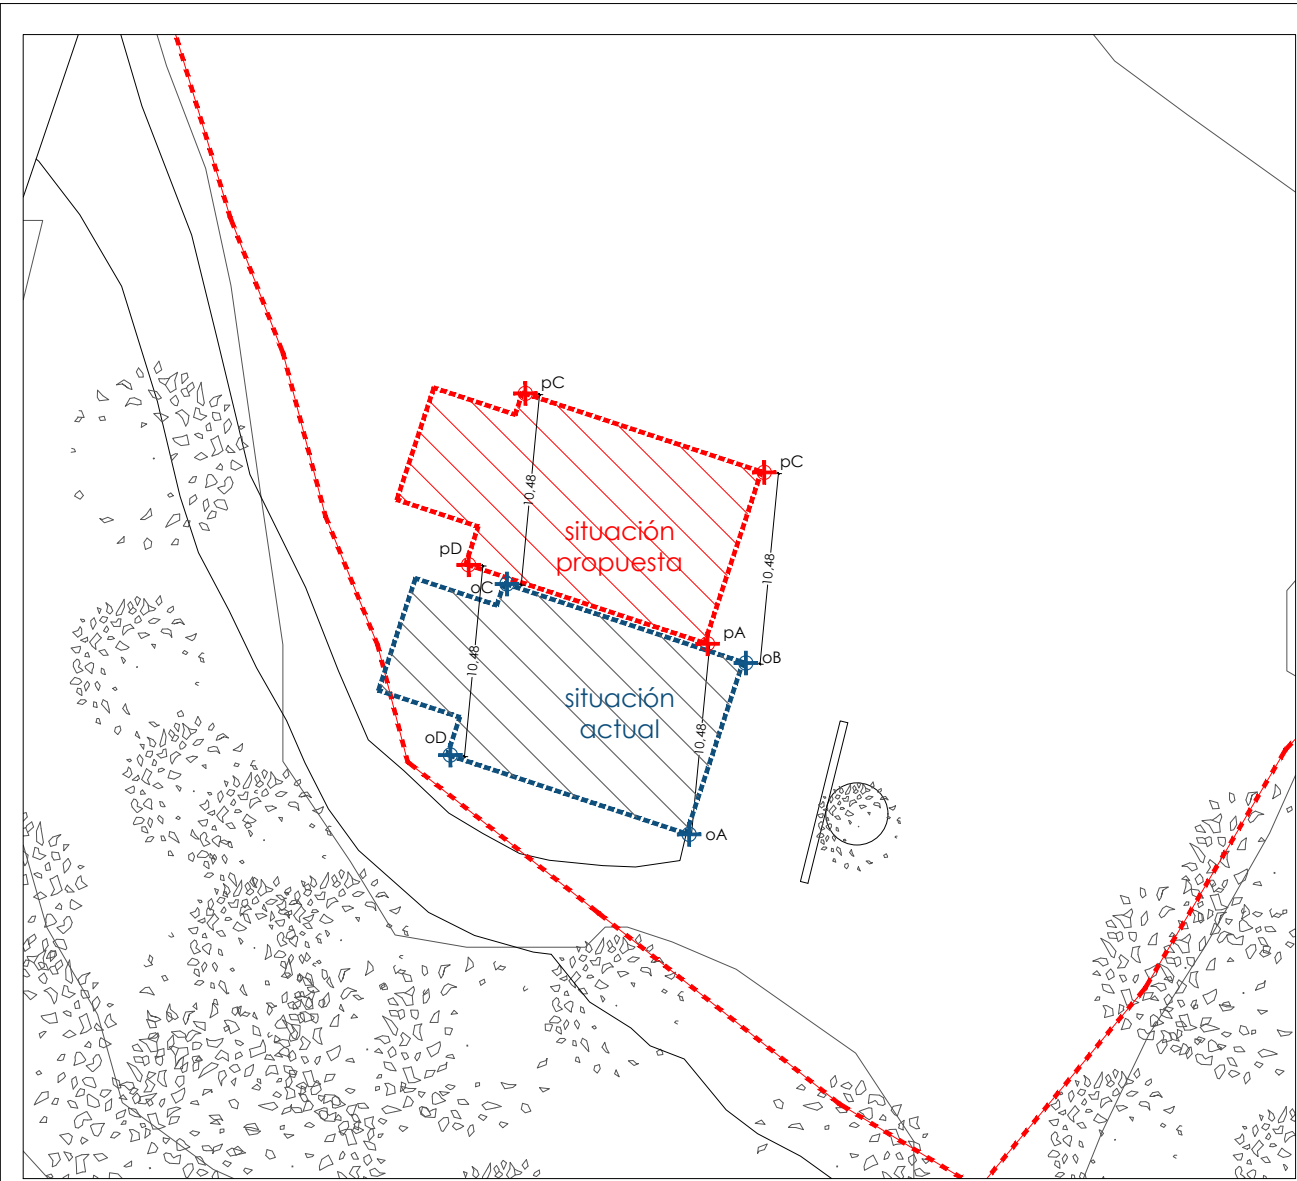 pC
pC
10,48
situación
propuesta
pD
10,48
oC
pA
oB
10,48
situación
actual
10,48
oD
oA